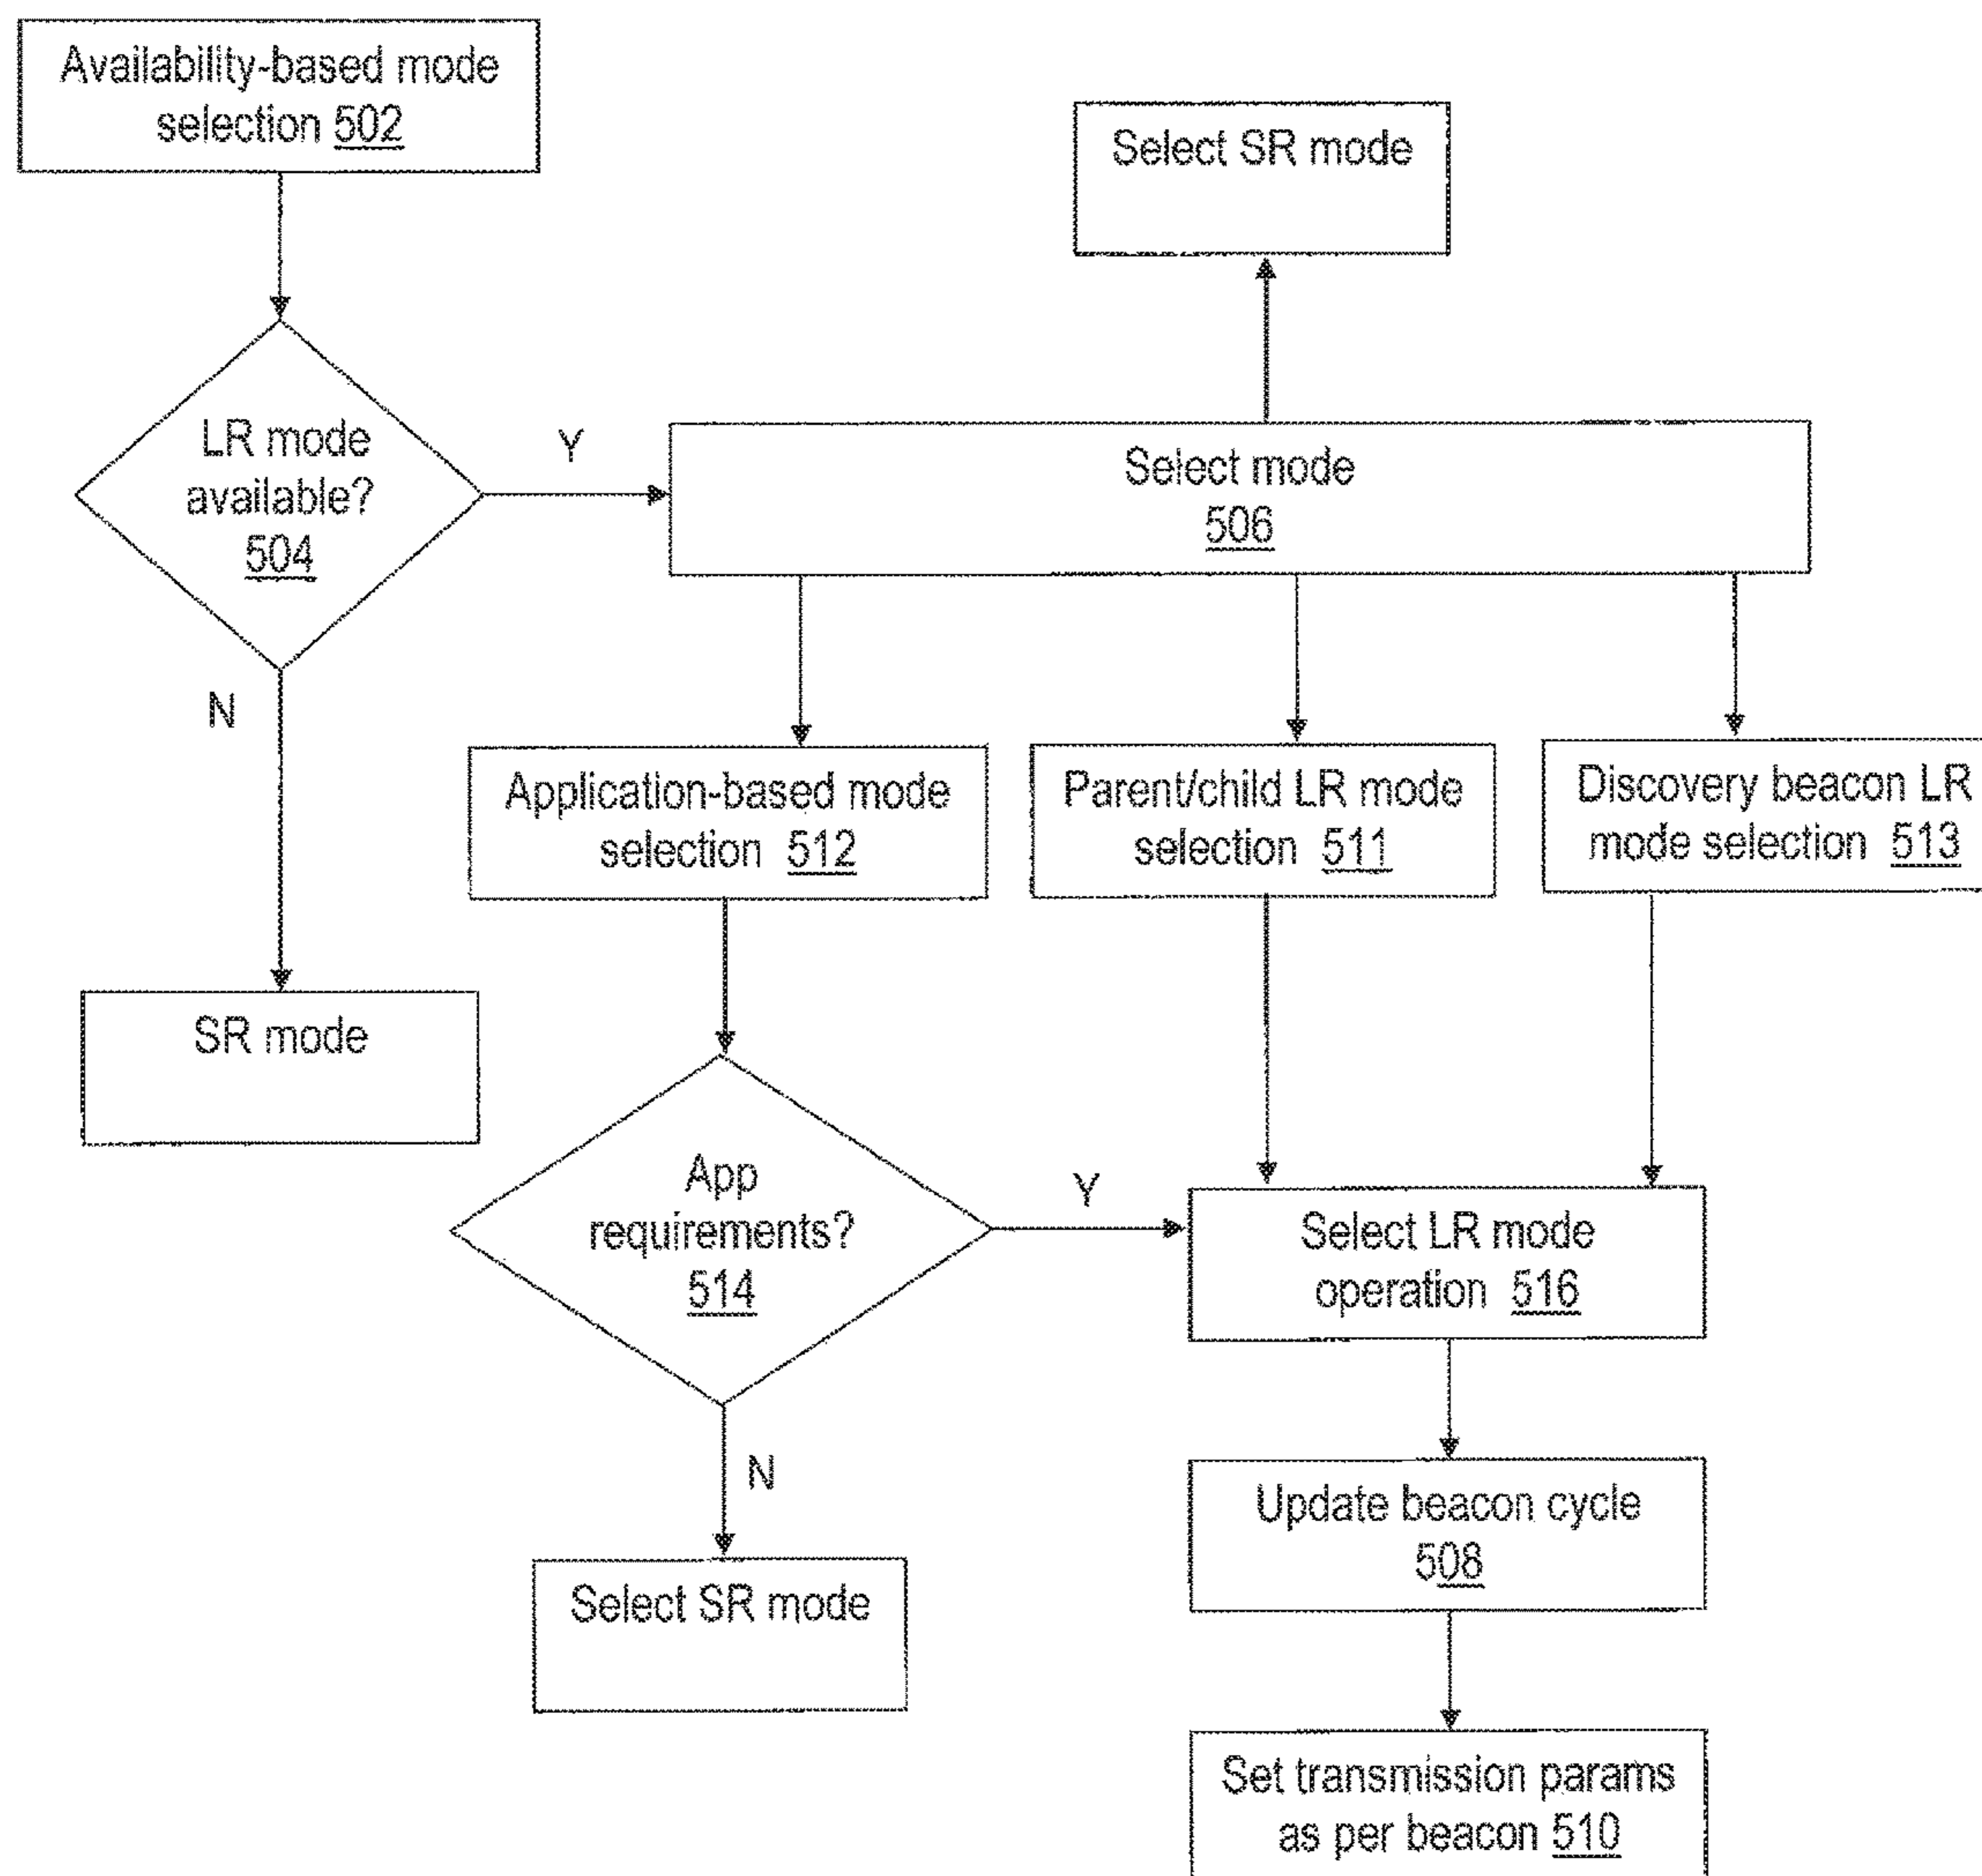 Availability-based mode
selection 502
Select SR mode
LR mode
available?
504
Y
Select mode
506
N
Application-based mode
selection 512
Parent/child LR mode
selection 511
Discovery beacon LR
mode selection 513
SR mode
App
requirements?
514
Y
Select LR mode
operation 516
N
Update beacon cycle
508
Select SR mode
Set transmission params
as per beacon 510